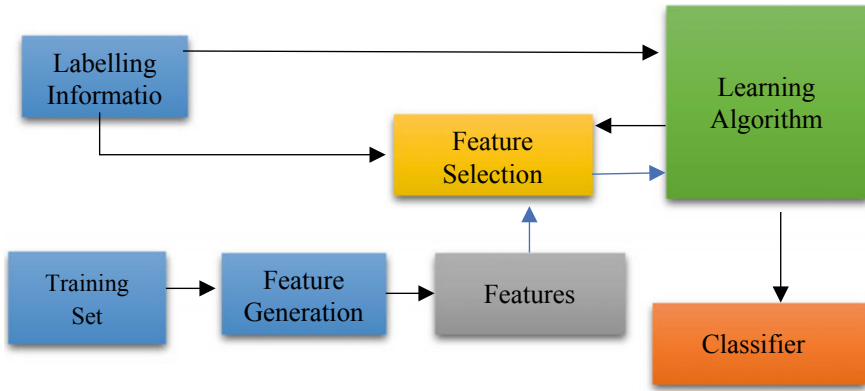 Labelling
Informatio
Learning
Algorithm
Feature
Selection
Training
Set
Feature
Generation
Features
Classifier